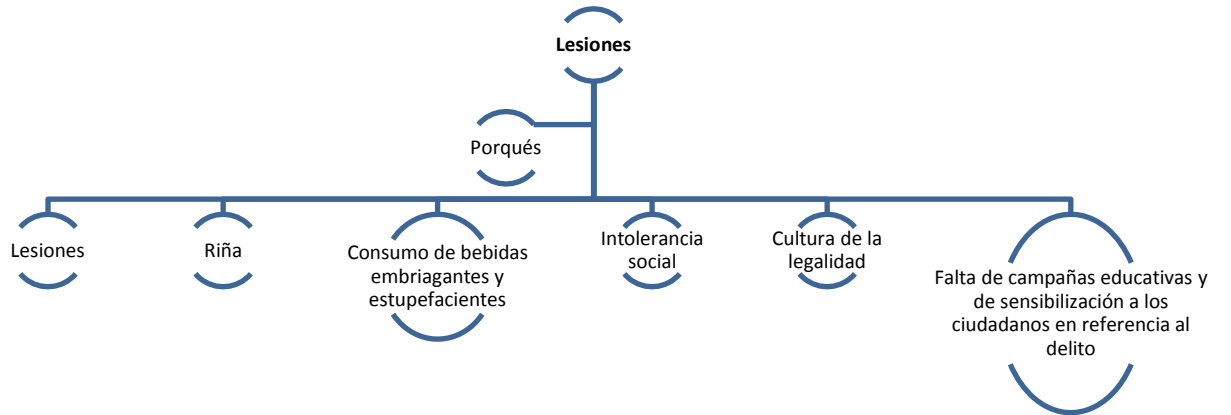 Lesiones
Porqués
Lesiones
Riña
Consumo de bebidas
embriagantes y
estupefacientes
Intolerancia
social
Cultura de la
legalidad
Falta de campañas educativas y
de sensibilización a los
ciudadanos en referencia al
delito